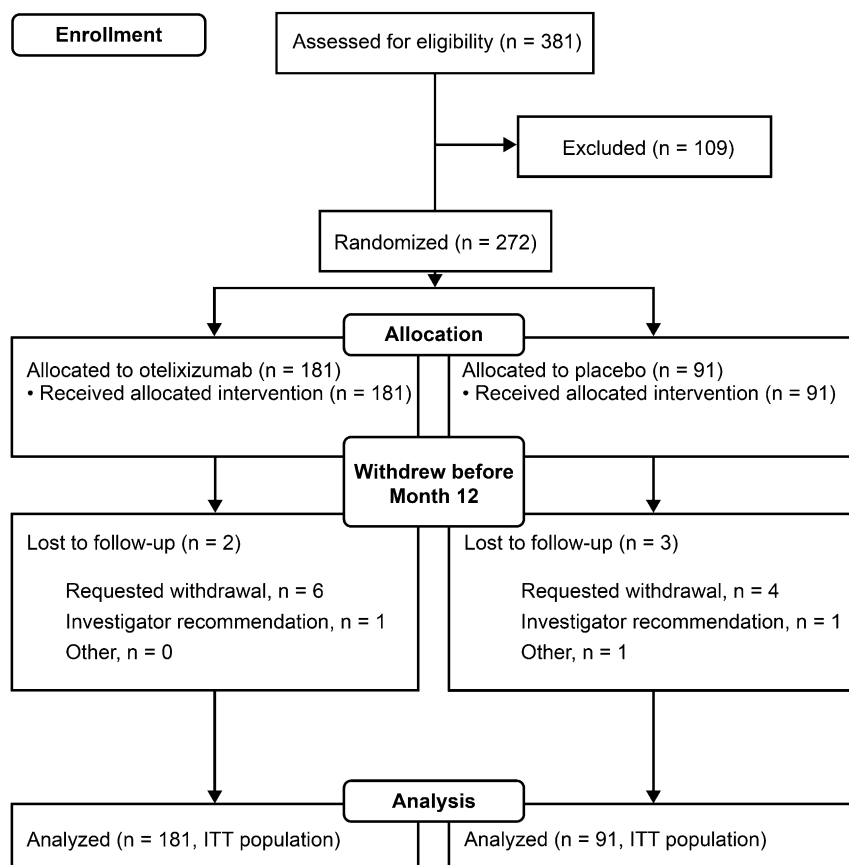 Enrollment
Assessed for eligibility (n = 381)
Excluded (n = 109)
Randomized (n = 272)
Allocation
Allocated to otelixizumab (n = 181)
• Received allocated intervention (n = 181)
Allocated to placebo (n = 91)
• Received allocated intervention (n = 91)
Withdrew before
Month 12
Lost to follow-up (n = 2)
Requested withdrawal, n = 6
Investigator recommendation, n = 1
Other, n = 0
Lost to follow-up (n = 3)
Requested withdrawal, n = 4
Investigator recommendation, n = 1
Other, n = 1
Analysis
Analyzed (n = 181, ITT population)
Analyzed (n = 91, ITT population)